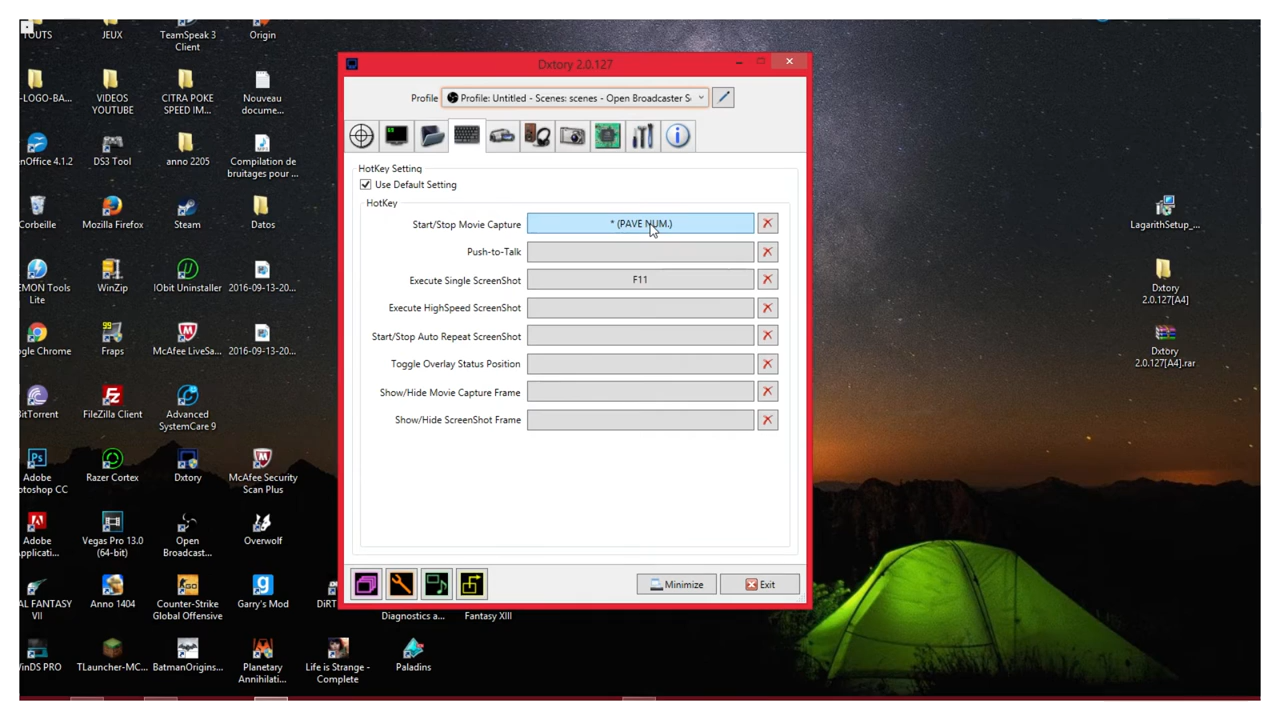 TOUTS
JEUX
TeamSpeak 3
Client
Origin
-LOGO-BA...
VIDEOS
YOUTUBE
CITRA POKE
SPEED IM...
Nouveau
docume...
enOffice 4.1.2
DS3 Tool
anno 2205
Compilation de
bruitages pour ...
Corbeille
Mozilla Firefox
Steam
Datos
EMON Tools
Lite
WinZip
IObit Uninstaller
2016-09-13-20...
gle Chrome
Fraps
McAfee LiveSa...
2016-09-13-20...
itTorrent
FileZilla Client
Advanced
SystemCare 9
Adobe
otoshop CC
Razer Cortex
Dxtory
McAfee Security
Scan Plus
Adobe
pplicati...
Vegas Pro 13.0
(64-bit)
Open
Broadcast...
Overwolf
AL FANTASY
VII
Anno 1404
Counter-Strike
Global Offensive
Garry's Mod
DiRT
Diagnostics a...
Fantasy XIII
inDS PRO
TLauncher-MC...
BatmanOrigins...
Planetary
Annihilati...
Life is Strange -
Complete
Paladins
Dxtory 2.0.127
Profile
Profile: Untitled - Scenes: scenes - Open Broadcaster S
HotKey Setting
Use Default Setting
HotKey
Start/Stop Movie Capture
* (PAVE NUM.)
Push-to-Talk
Execute Single ScreenShot
F11
Execute HighSpeed ScreenShot
Start/Stop Auto Repeat ScreenShot
Toggle Overlay Status Position
Show/Hide Movie Capture Frame
Show/Hide ScreenShot Frame
Minimize
Exit
LagarithSetup_...
Dxtory
2.0.127[A4]
Dxtory
2.0.127[A4].rar